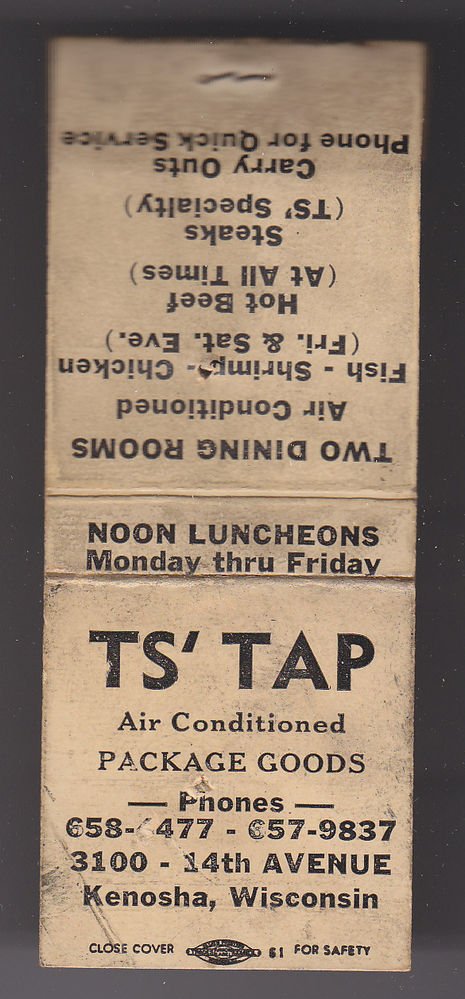 TWO DINING ROOMS
Air Conditioned
Fish - Shrimp - Chicken
(Fri. & Sat. Eve.)
Hot Beef
(At All Times)
Steaks
(TS' Specialty)
Carry Outs
Phone for Quick Service
NOON LUNCHEONS
Monday thru Friday
TS' TAP
Air Conditioned
PACKAGE GOODS
— Phones —
657-9837
3100 - 14th AVENUE
Kenosha, Wisconsin
CLOSE COVER 61 FOR SAFETY